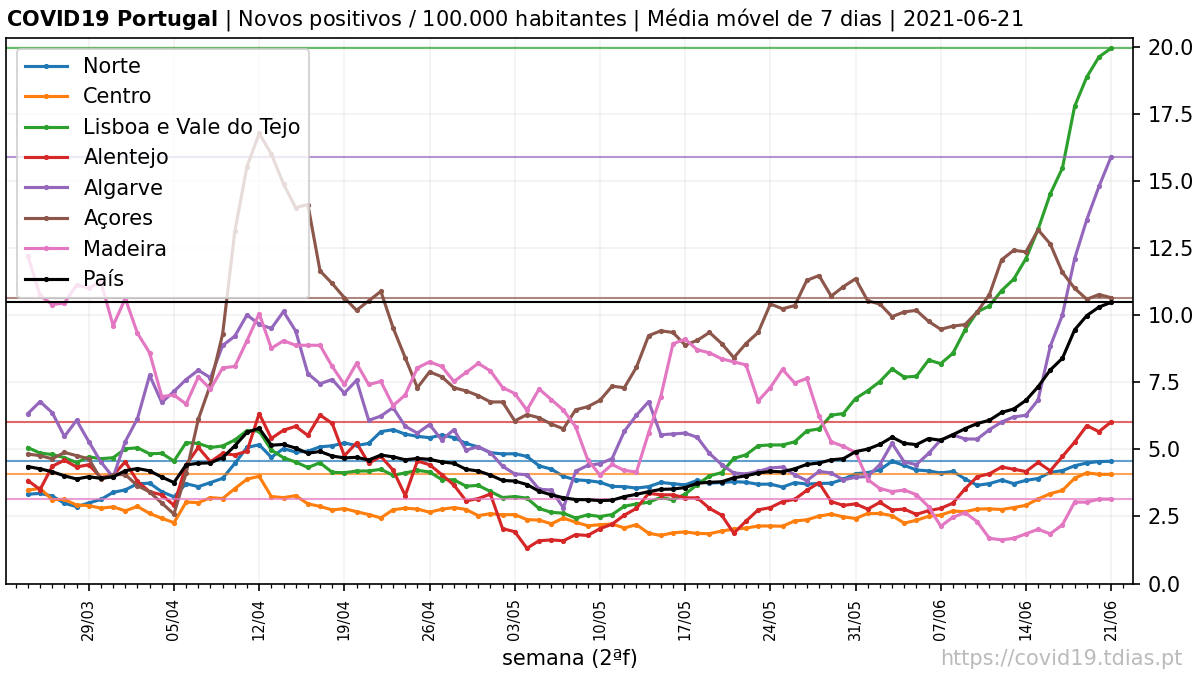 COVID19 Portugal | Novos positivos / 100.000 habitantes | Média móvel de 7 dias | 2021-06-21
Norte
Centro
Lisboa e Vale do Tejo
Alentejo
Algarve
Açores
Madeira
País
20.0
17.5
15.0
12.5
10.0
7.5
5.0
2.5
0.0
29/03
05/04
12/04
19/04
26/04
03/05
10/05
17/05
24/05
31/05
07/06
14/06
21/06
semana (2ªf)
https://covid19.tdias.pt